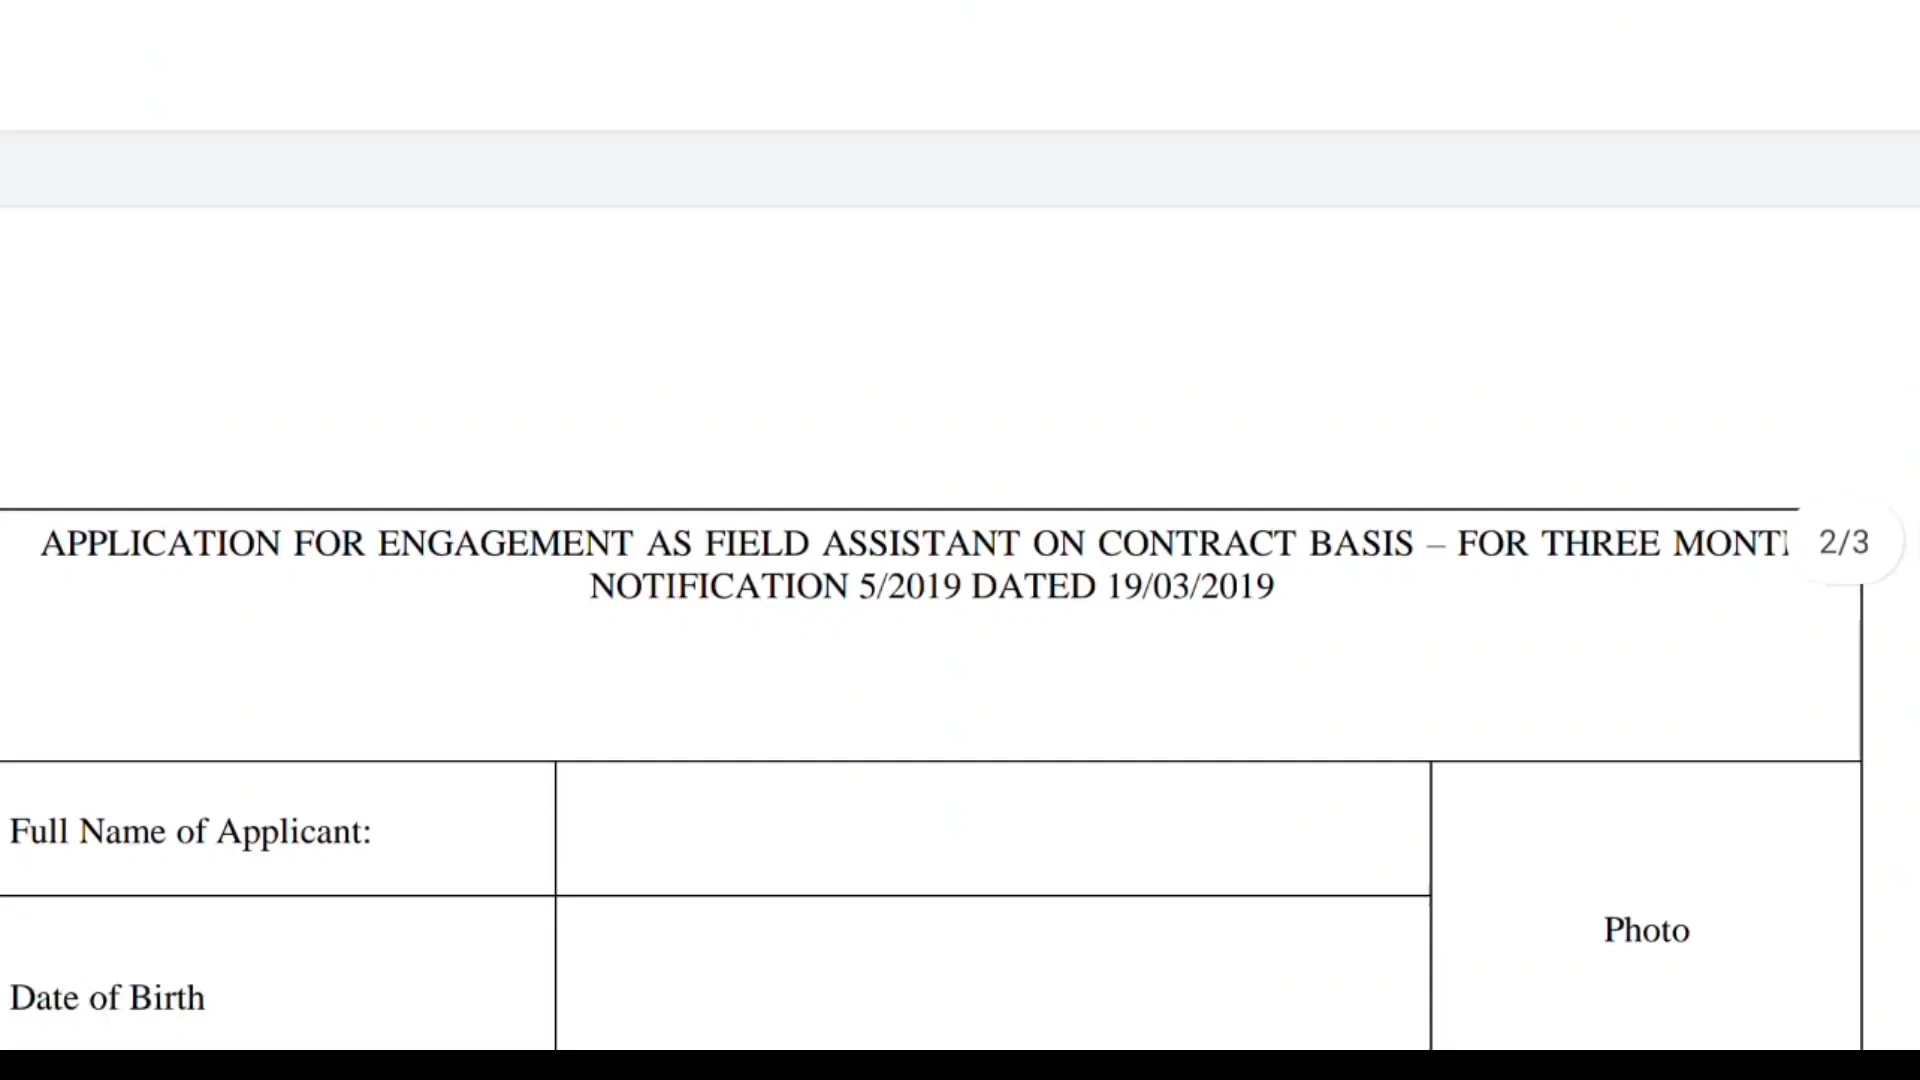 APPLICATION FOR ENGAGEMENT AS FIELD ASSISTANT ON CONTRACT BASIS – FOR THREE
2/3
NOTIFICATION 5/2019 DATED 19/03/2019
Full Name of Applicant:
Photo
Date of Birth